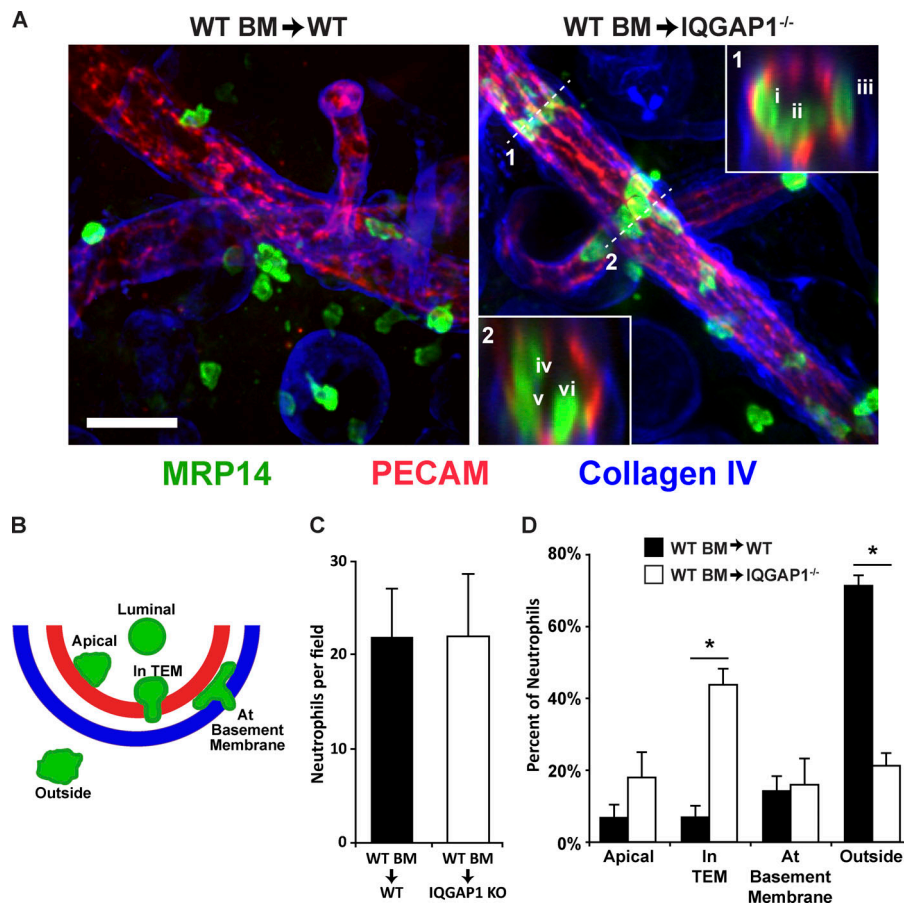 A
WT BM→WT
WT BM→IQGAP1-/-
1
2
1
i
ii
iii
2
iv
v
vi
MRP14
PECAM
Collagen IV
B
Luminal
Apical
In TEM
At
Basement
Membrane
Outside
C
Neutrophils per field
30
20
10
0
WT BM
→
WT
WT BM
→
IQGAP1 KO
D
WT BM→WT
WT BM→IQGAP1-/-
Percent of Neutrophils
80%
60%
40%
20%
0%
*
*
Apical
In
TEM
At
Basement
Membrane
Outside